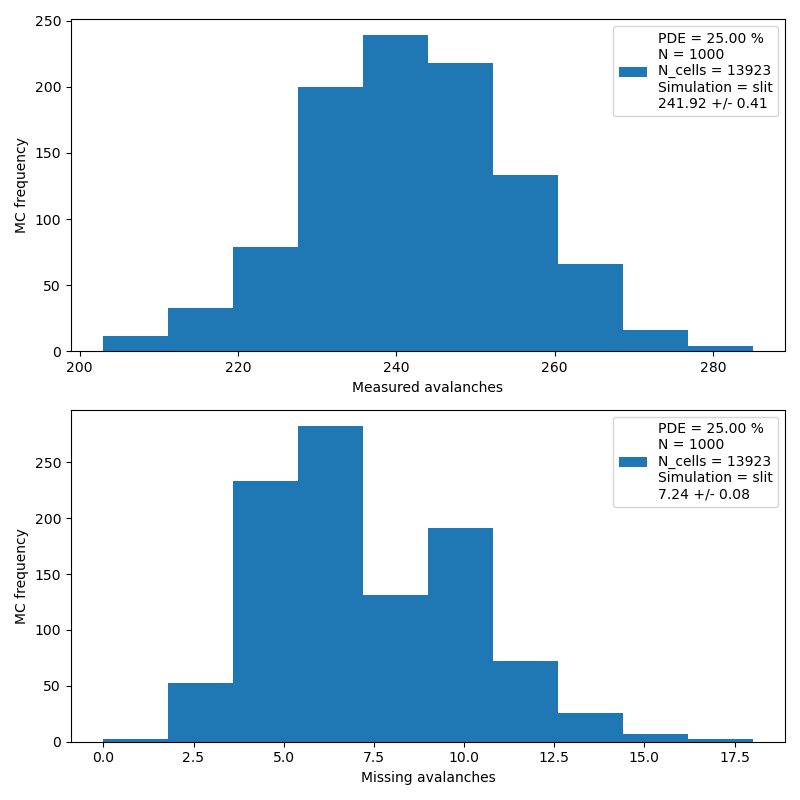 250
200
150
100
50
0
MC frequency
PDE = 25.00 %
N = 1000
N_cells = 13923
Simulation = slit
241.92 +/- 0.41
200 220 240 260 280
Measured avalanches
250
200
150
100
50
0
MC frequency
PDE = 25.00 %
N = 1000
N_cells = 13923
Simulation = slit
7.24 +/- 0.08
0.0 2.5 5.0 7.5 10.0 12.5 15.0 17.5
Missing avalanches